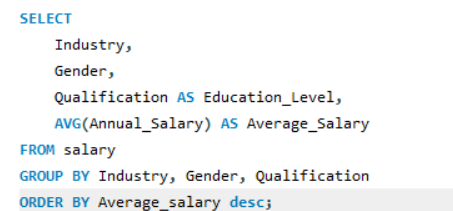 SELECT
Industry,
Gender,
Qualification AS Education_Level,
AVG(Annual_Salary) AS Average_Salary
FROM salary
GROUP BY Industry, Gender, Qualification
ORDER BY Average_salary desc;